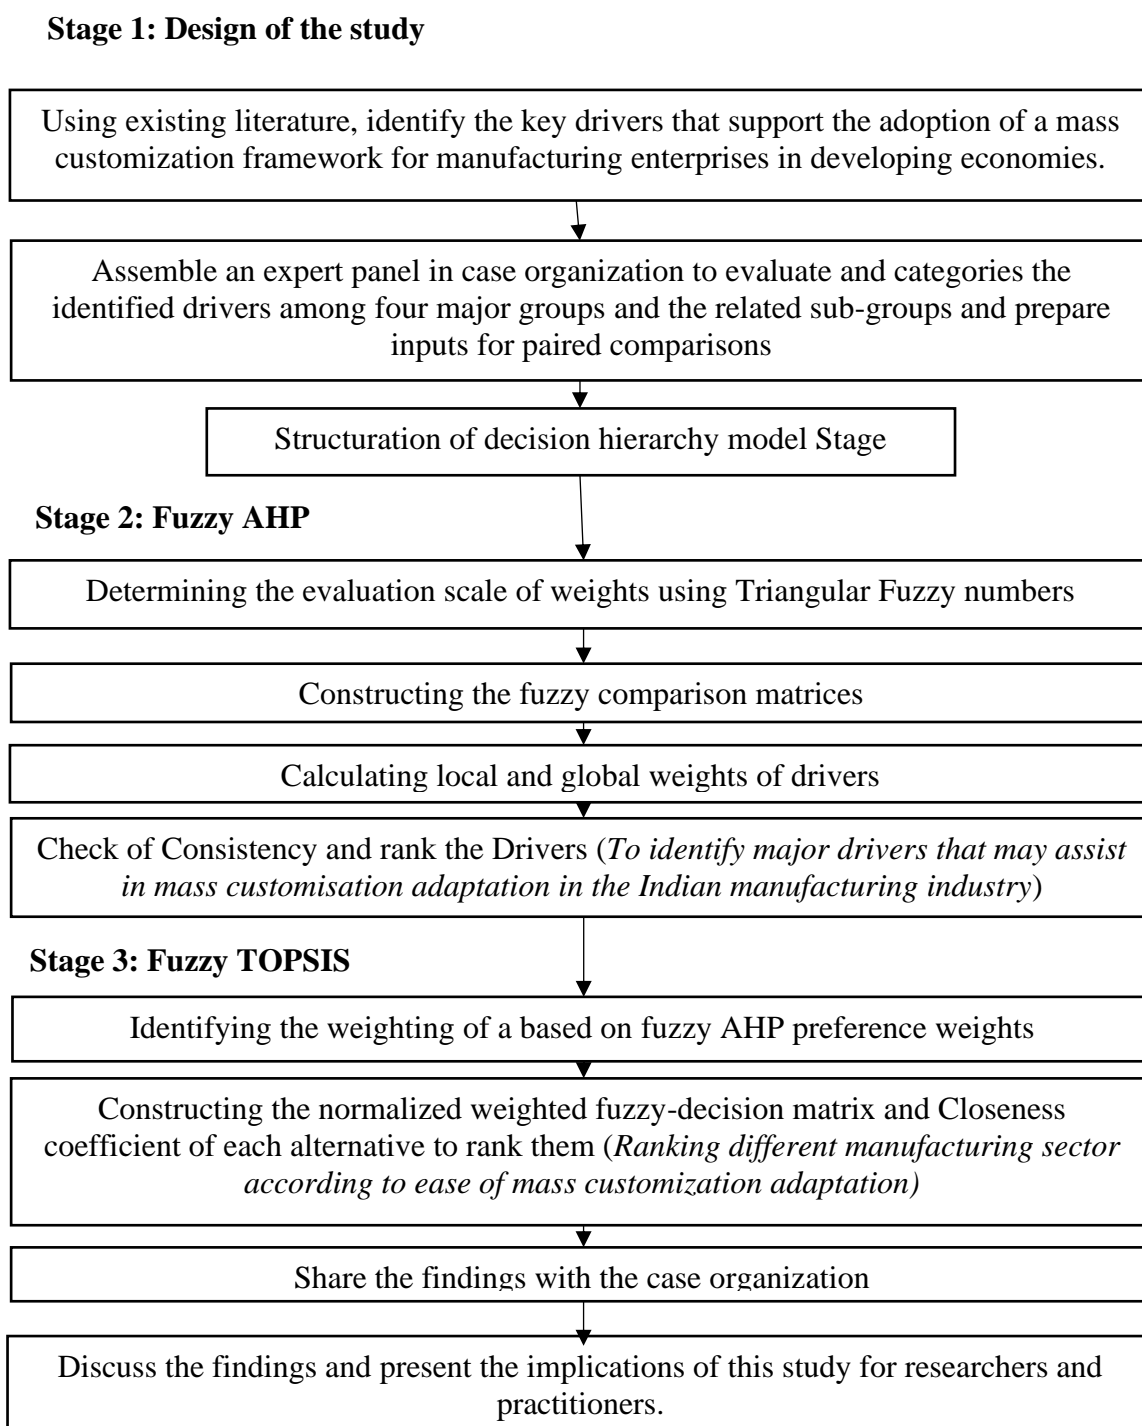 Stage 1: Design of the study
Using existing literature, identify the key drivers that support the adoption of a mass
customization framework for manufacturing enterprises in developing economies.
Assemble an expert panel in case organization to evaluate and categories the
identified drivers among four major groups and the related sub-groups and prepare
inputs for paired comparisons
Structuration of decision hierarchy model Stage
Stage 2: Fuzzy AHP
Determining the evaluation scale of weights using Triangular Fuzzy numbers
Constructing the fuzzy comparison matrices
Calculating local and global weights of drivers
Check of Consistency and rank the Drivers (To identify major drivers that may assist
in mass customisation adaptation in the Indian manufacturing industry)
Stage 3: Fuzzy TOPSIS
Identifying the weighting of a based on fuzzy AHP preference weights
Constructing the normalized weighted fuzzy-decision matrix and Closeness
coefficient of each alternative to rank them (Ranking different manufacturing sector
according to ease of mass customization adaptation)
Share the findings with the case organization
Discuss the findings and present the implications of this study for researchers and
practitioners.